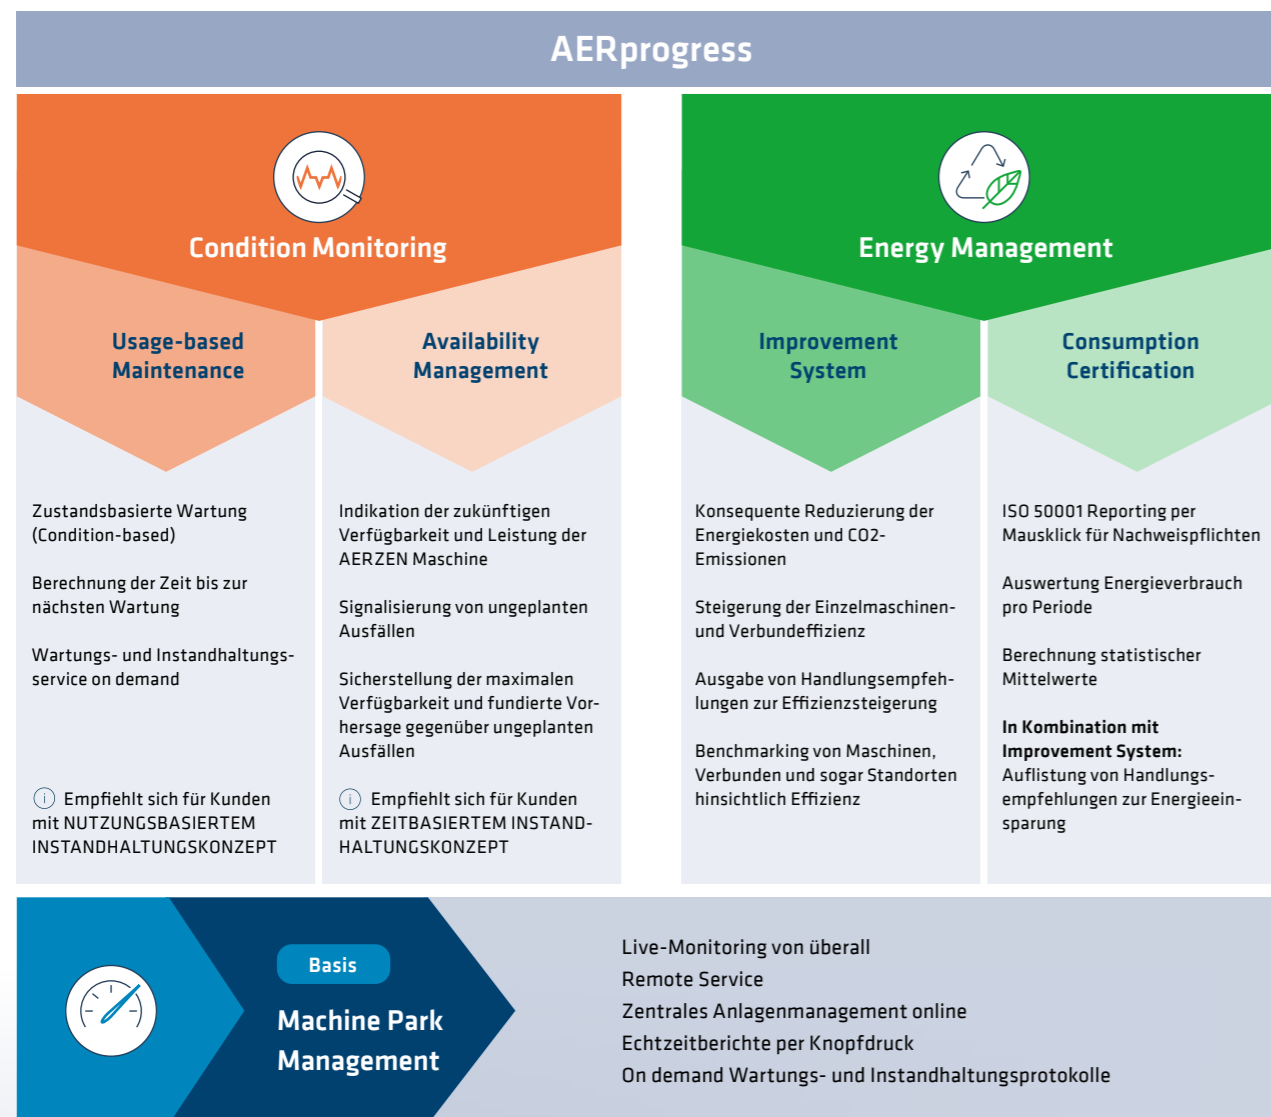 AERprogress
Condition Monitoring
Usage-based
Maintenance
Zustandsbasierte Wartung
(Condition-based)
Berechnung der Zeit bis zur
nächsten Wartung
Wartungs- und Instandhaltungs-
service on demand
i Empfiehlt sich für Kunden
mit NUTZUNGSBASIERTEM
INSTANDHALTUNGSKONZEPT
Availability
Management
Indikation der zukünftigen
Verfügbarkeit und Leistung der
AERZEN Maschine
Signalisierung von ungeplanten
Ausfällen
Sicherstellung der maximalen
Verfügbarkeit und fundierte Vor-
hersage gegenüber ungeplanten
Ausfällen
i Empfiehlt sich für Kunden
mit ZEITBASIERTEM INSTAND-
HALTUNGSKONZEPT
Energy Management
Improvement
System
Konsequente Reduzierung der
Energiekosten und CO2-
Emissionen
Steigerung der Einzelmaschinen-
und Verbundeffizienz
Ausgabe von Handlungsempfeh-
lungen zur Effizienzsteigerung
Benchmarking von Maschinen,
Verbunden und sogar Standorten
hinsichtlich Effizienz
Consumption
Certification
ISO 50001 Reporting per
Mausklick für Nachweispflichten
Auswertung Energieverbrauch
pro Periode
Berechnung statistischer
Mittelwerte
In Kombination mit
Improvement System:
Auflistung von Handlungs-
empfehlungen zur Energieein-
sparung
Basis
Machine Park
Management
Live-Monitoring von überall
Remote Service
Zentrales Anlagenmanagement online
Echtzeitberichte per Knopfdruck
On demand Wartungs- und Instandhaltungsprotokolle